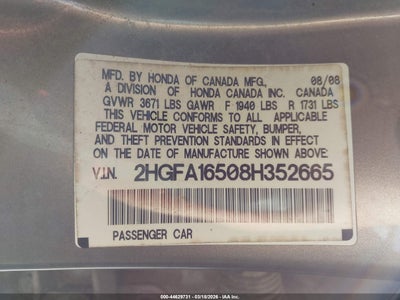 MFD. BY HONDA OF CANADA MFG. 08/08
A DIVISION OF HONDA CANADA INC. CANADA
GVWR 3671 LBS GAWR F 1940 LBS R 1731 LBS
THIS VEHICLE CONFORMS TO ALL APPLICABLE
FEDERAL MOTOR VEHICLE SAFETY, BUMPER,
AND THEFT PREVENTION STANDARDS IN EFFECT
ON THE DATE OF MANUFACTURE SHOWN ABOVE.
V.I.N. 2HGFA16508H352665
PASSENGER CAR
000-44629731 - 03/18/2026 - IAA Inc.